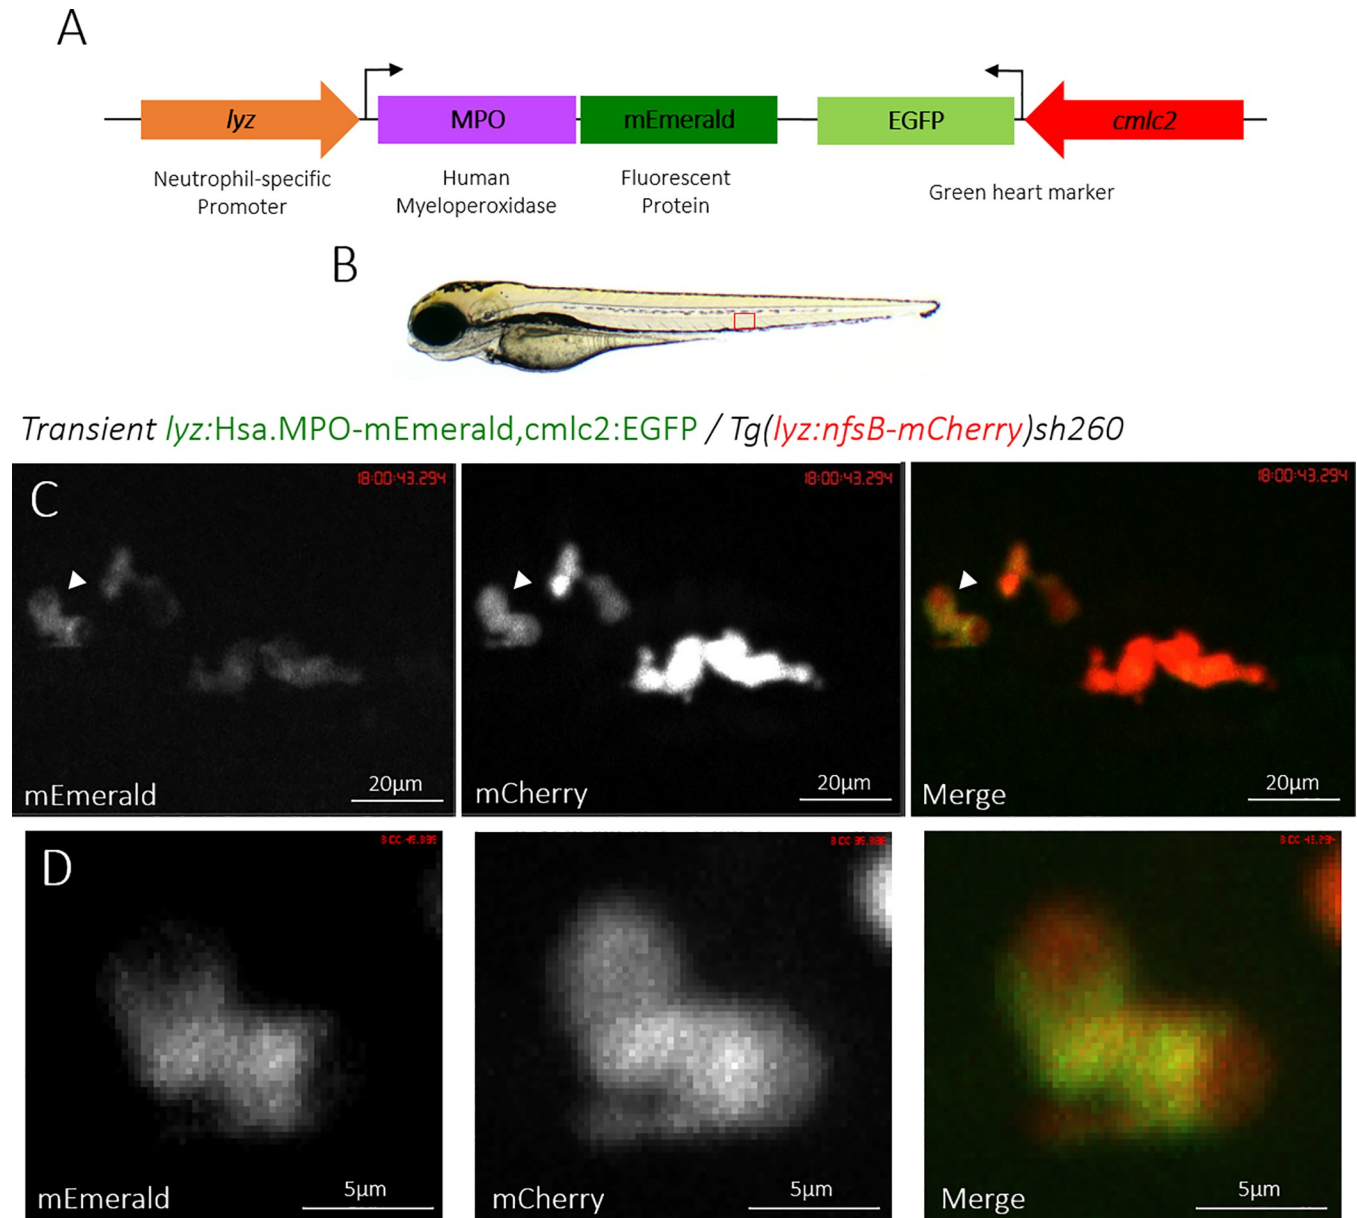 A
lyz
MPO
mEmerald
EGFP
cmlc2
Neutrophil-specific
Promoter
Human
Myeloperoxidase
Fluorescent
Protein
Green heart marker
B
Transient lyz:Hsa.MPO-mEmerald,cmlc2:EGFP / Tg(lyz:nfsB-mCherry)sh260
C
18:00:43.294
mEmerald
20µm
18:00:43.294
mCherry
20µm
18:00:43.294
Merge
20µm
D
mEmerald
5µm
mCherry
5µm
Merge
5µm